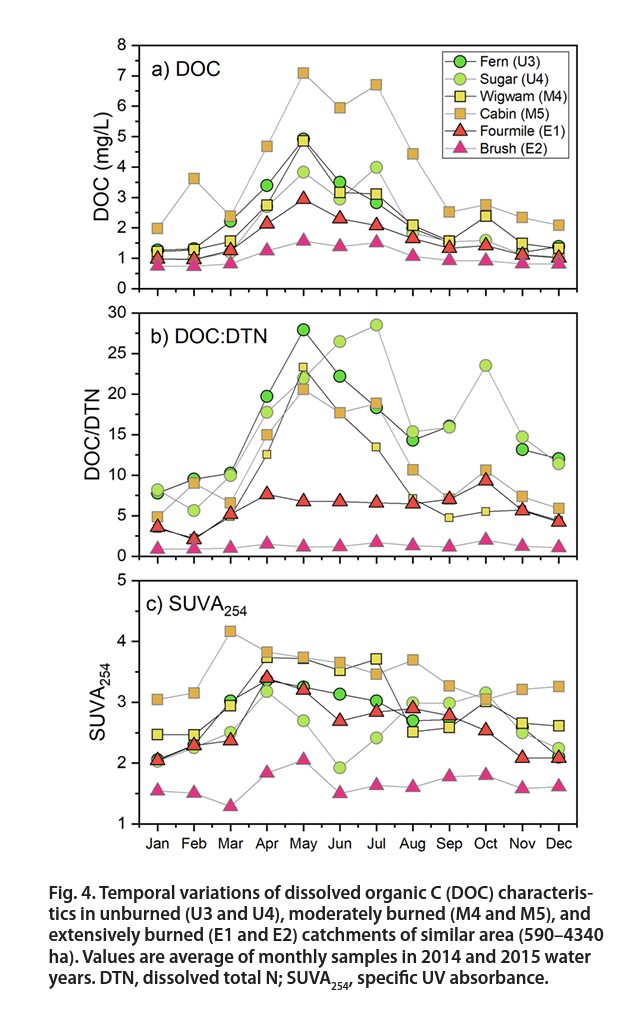 8
7
6
5
4
3
2
1
0
DOC (mg/L)
a) DOC
Fern (U3)
Sugar (U4)
Wigwam (M4)
Cabin (M5)
Fourmile (E1)
Brush (E2)
30
25
20
15
10
5
0
DOC/DTN
b) DOC:DTN
5
4
3
2
1
SUVA254
c) SUVA254
Jan Feb Mar Apr May Jun Jul Aug Sep Oct Nov Dec
Fig. 4. Temporal variations of dissolved organic C (DOC) characteris-
tics in unburned (U3 and U4), moderately burned (M4 and M5), and
extensively burned (E1 and E2) catchments of similar area (590–4340
ha). Values are average of monthly samples in 2014 and 2015 water
years. DTN, dissolved total N; SUVA254, specific UV absorbance.